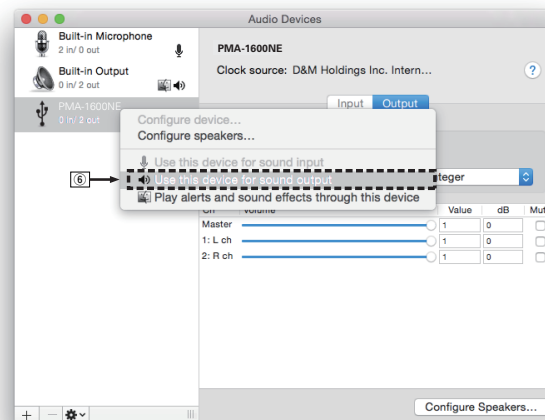 Audio Devices
Built-in Microphone
2 in/ 0 out
Built-in Output
0 in/ 2 out
PMA-1600NE
0 in/ 2 out
PMA-1600NE
Clock source: D&M Holdings Inc. Intern...
?
Input Output
Configure device...
Configure speakers...
Use this device for sound input
⑥ Use this device for sound output
Play alerts and sound effects through this device
teger
Ch Volume Value dB Mut
Master 1 0
1: L ch 1 0
2: R ch 1 0
Configure Speakers...